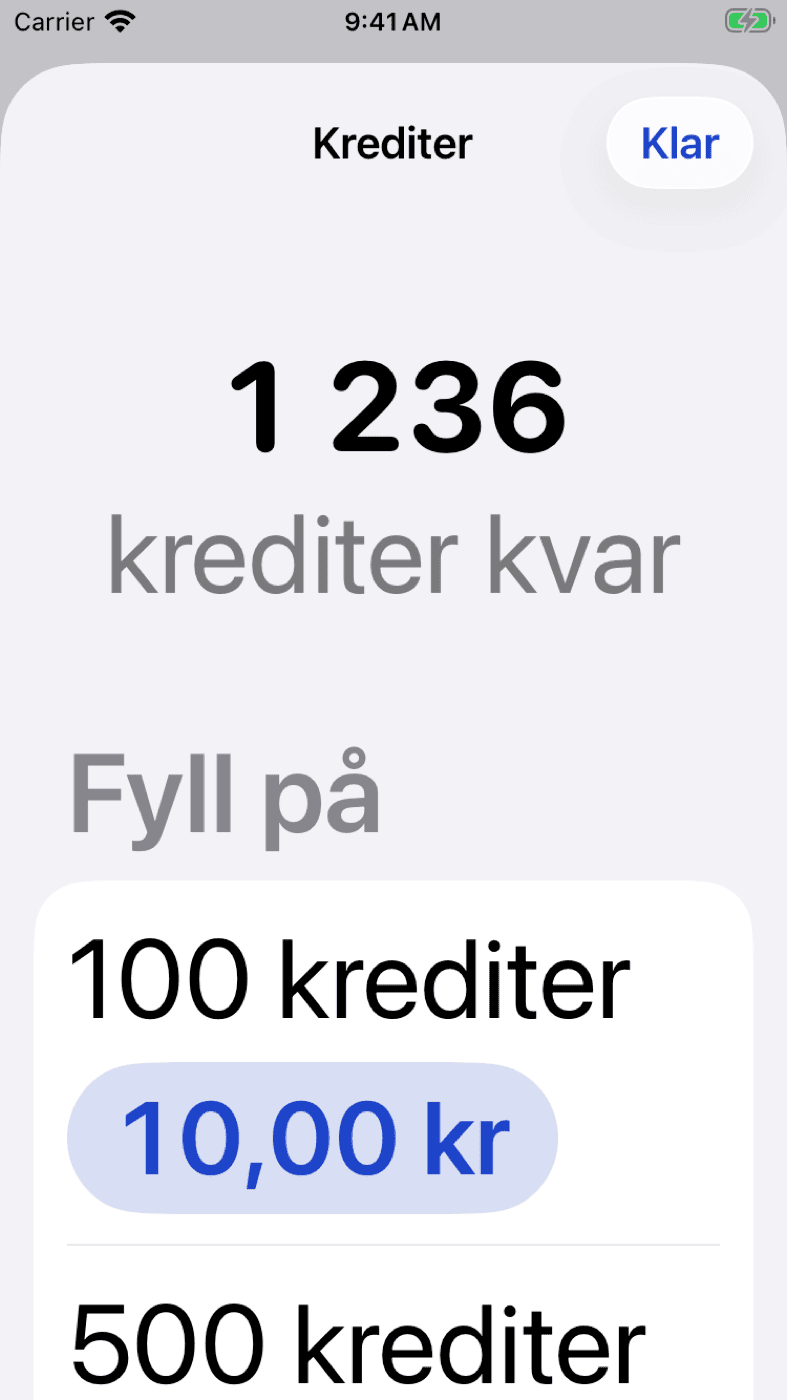 Carrier 9:41 AM
Krediter
Klar
1 236
krediter kvar
Fyll på
100 krediter
10,00 kr
500 krediter